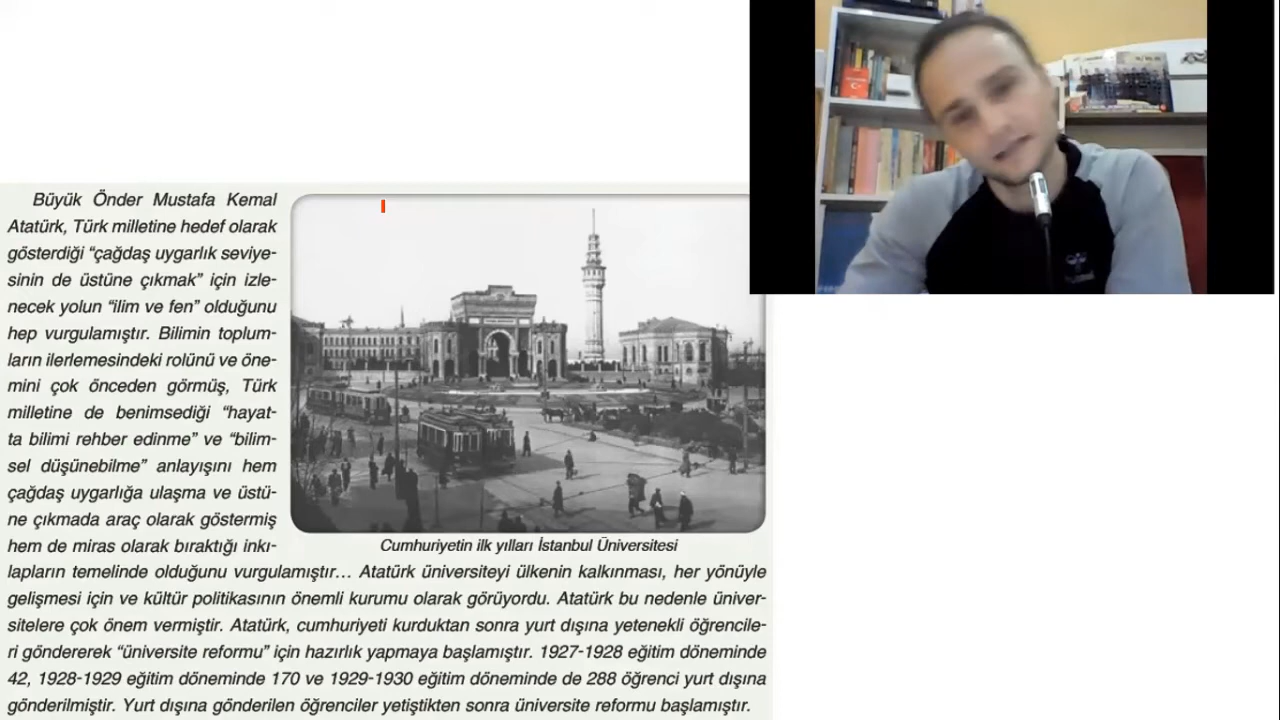 Büyük Önder Mustafa Kemal
Atatürk, Türk milletine hedef olarak
gösterdiği “çağdaş uygarlık seviye-
sinin de üstüne çıkmak” için izle-
necek yolun “ilim ve fen” olduğunu
hep vurgulamıştır. Bilimin toplum-
ların ilerlemesindeki rolünü ve öne-
mini çok önceden görmüş, Türk
milletine de benimsediği “hayat-
ta bilimi rehber edinme” ve “bilim-
sel düşünebilme” anlayışını hem
çağdaş uygarlığa ulaşma ve üstü-
ne çıkmada araç olarak göstermiş
hem de miras olarak bıraktığı inkı-
Cumhuriyetin ilk yılları İstanbul Üniversitesi
lapların temelinde olduğunu vurgulamıştır… Atatürk üniversiteyi ülkenin kalkınması, her yönüyle
gelişmesi için ve kültür politikasının önemli kurumu olarak görüyordu. Atatürk bu nedenle üniver-
sitelere çok önem vermiştir. Atatürk, cumhuriyeti kurduktan sonra yurt dışına yetenekli öğrencile-
ri göndererek “üniversite reformu” için hazırlık yapmaya başlamıştır. 1927-1928 eğitim döneminde
42, 1928-1929 eğitim döneminde 170 ve 1929-1930 eğitim döneminde de 288 öğrenci yurt dışına
gönderilmiştir. Yurt dışına gönderilen öğrenciler yetiştikten sonra üniversite reformu başlamıştır.